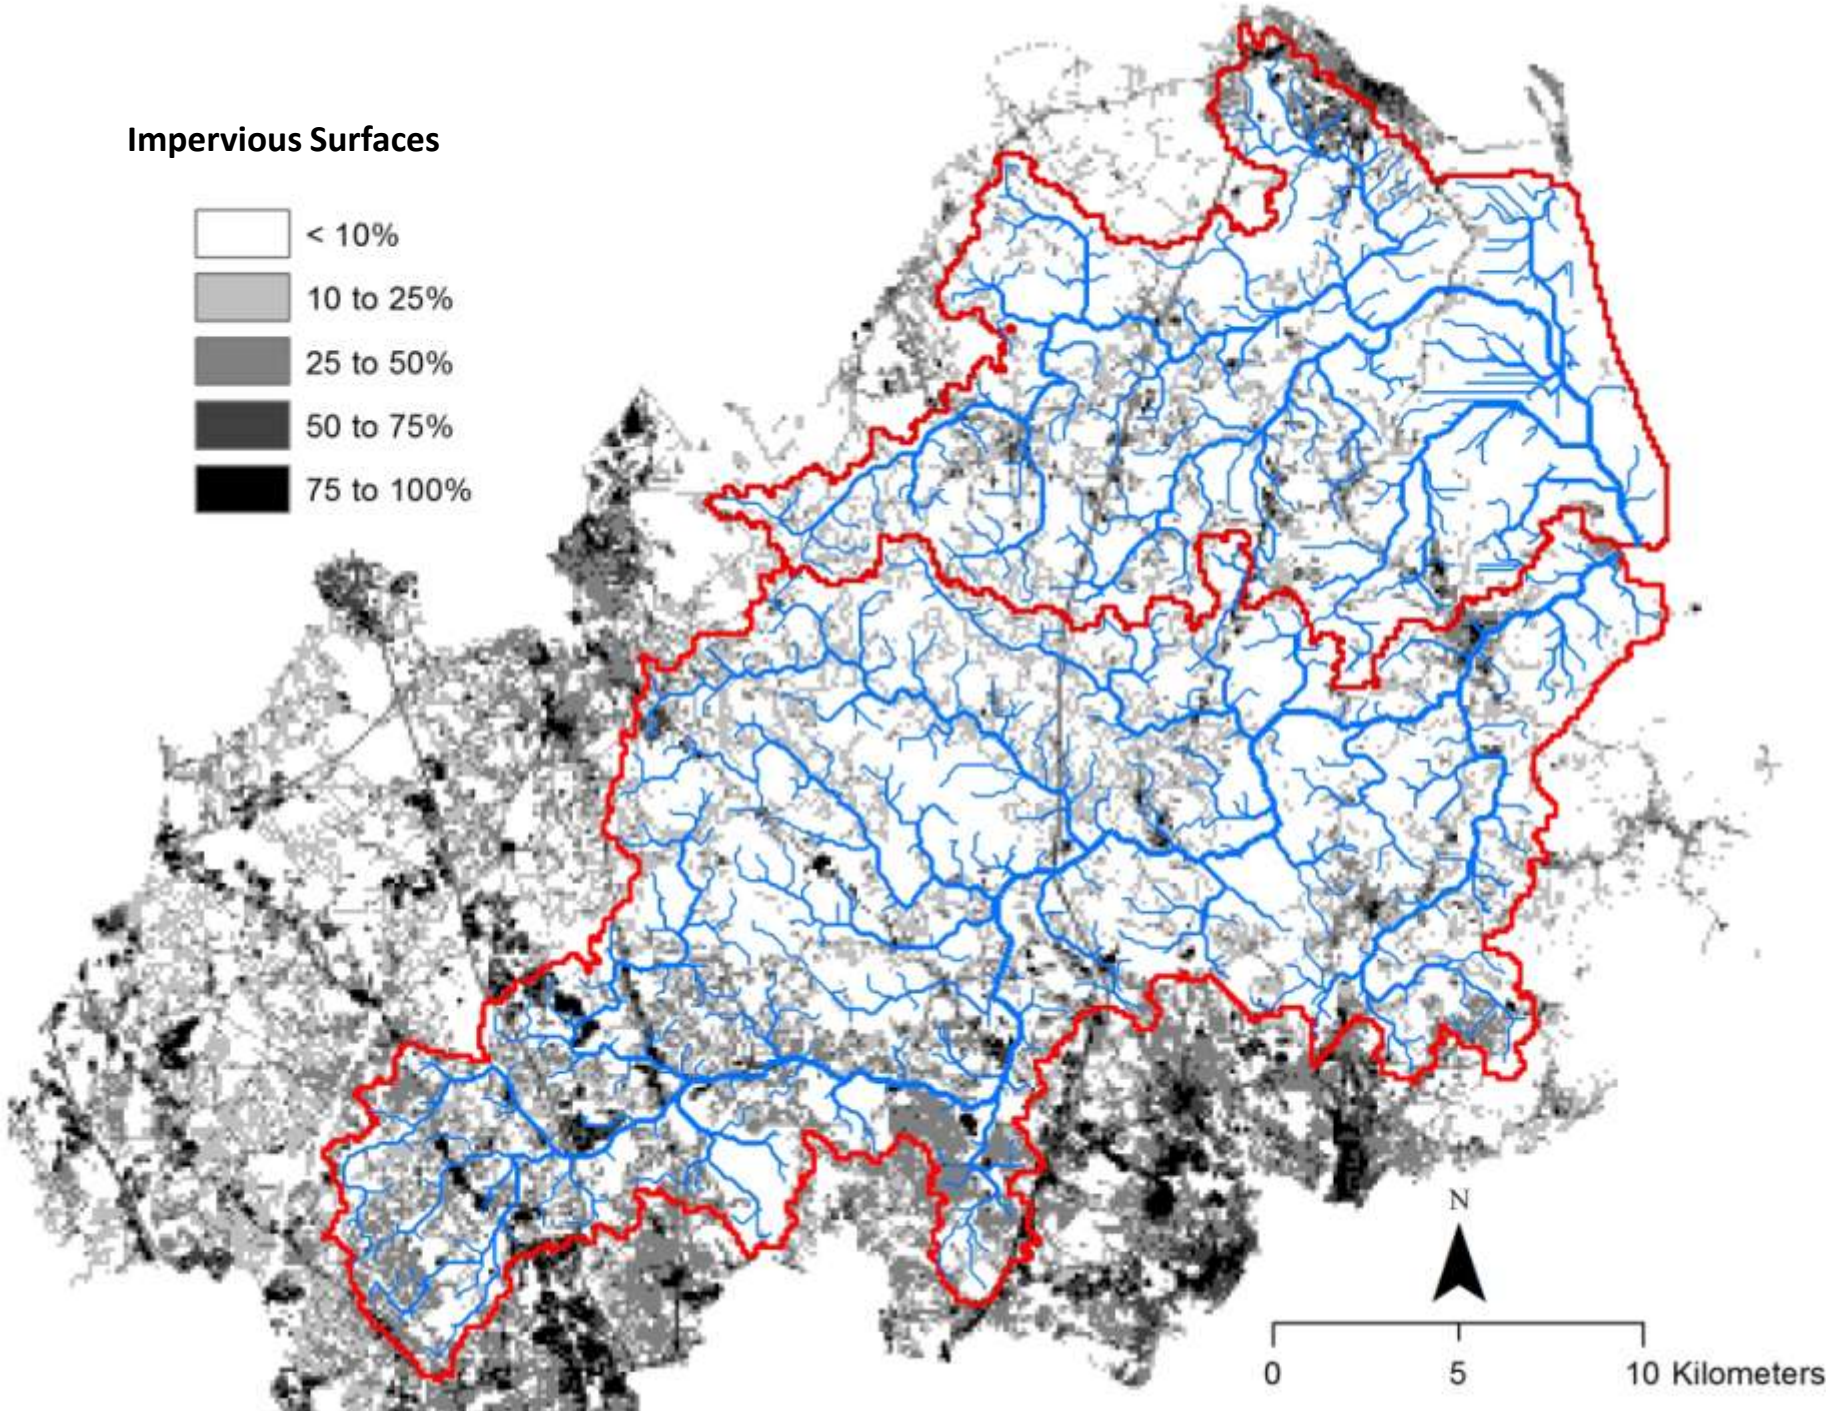 Impervious Surfaces
< 10%
10 to 25%
25 to 50%
50 to 75%
75 to 100%
N
0 5 10 Kilometers